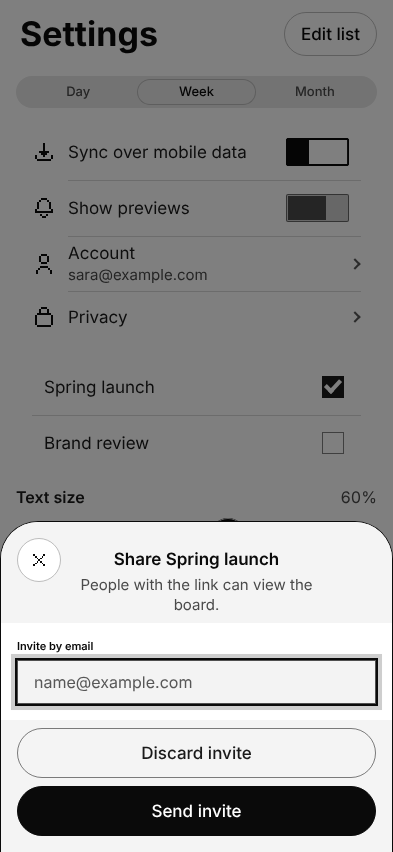 Settings
Edit list
Day
Week
Month
Sync over mobile data
Show previews
Account
sara@example.com
Privacy
Spring launch
Brand review
Text size
60%
Share Spring launch
People with the link can view the
board.
Invite by email
name@example.com
Discard invite
Send invite